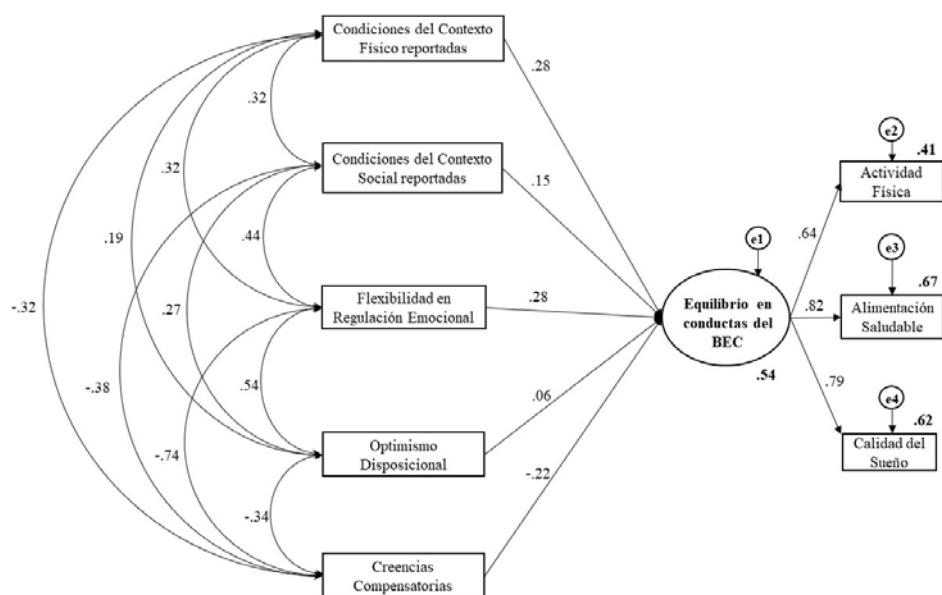 Condiciones del Contexto
Físico reportadas
.28
.32
e2
.41
Condiciones del Contexto
Social reportadas
Actividad
Física
.32
.15
.64
.19
.44
e1
e3
.67
-.32
.27
Flexibilidad en
Regulación Emocional
.28
Equilibrio en
conductas del
BEC
.82
Alimentación
Saludable
.54
-.38
.54
.06
.79
e4
.62
-.74
Optimismo
Disposicional
Calidad del
Sueño
-.22
-.34
Creencias
Compensatorias